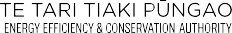 TE TARI TIAKI PŪNGAO
ENERGY EFFICIENCY & CONSERVATION AUTHORITY